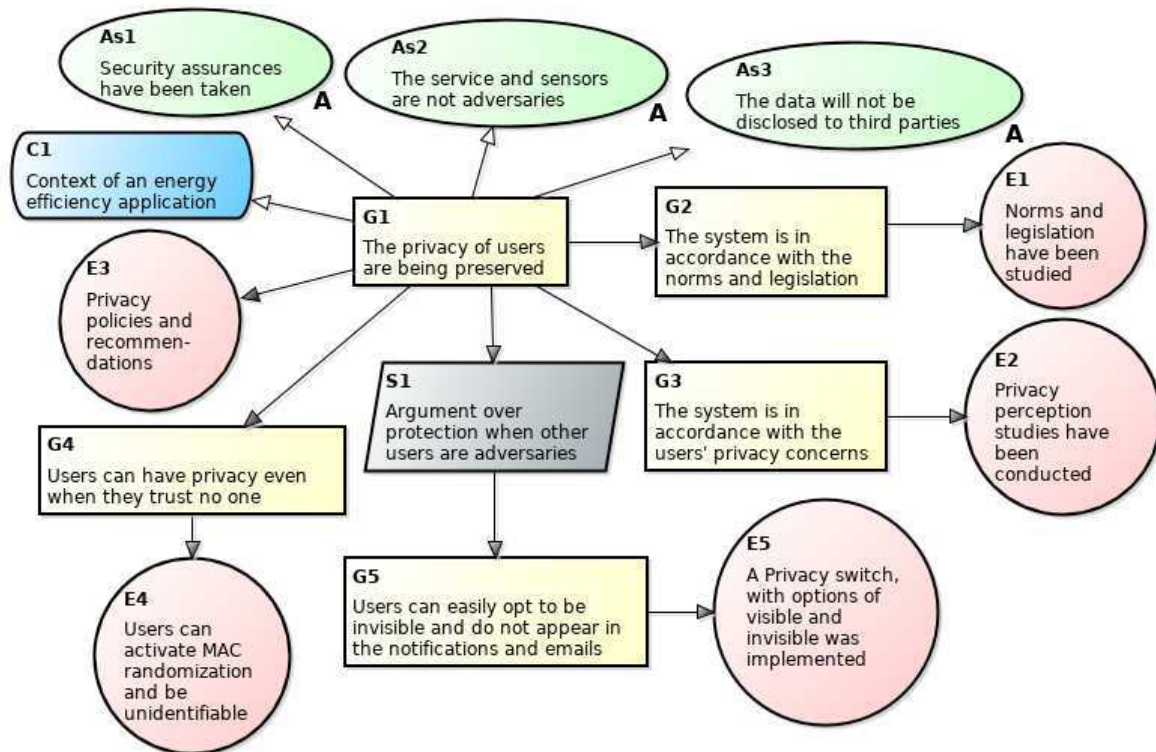 As1
Security assurances
have been taken
A
As2
The service and sensors
are not adversaries
A
As3
The data will not be
disclosed to third parties
A
C1
Context of an energy
efficiency application
G1
The privacy of users
are being preserved
G2
The system is in
accordance with the
norms and legislation
E1
Norms and
legislation
have been
studied
E3
Privacy
policies and
recommen-
dations
S1
Argument over
protection when other
users are adversaries
G3
The system is in
accordance with the
users' privacy concerns
E2
Privacy
perception
studies have
been
conducted
G4
Users can have privacy even
when they trust no one
E4
Users can
activate MAC
randomization
and be
unidentifiable
G5
Users can easily opt to be
invisible and do not appear in
the notifications and emails
E5
A Privacy switch,
with options of
visible and
invisible was
implemented